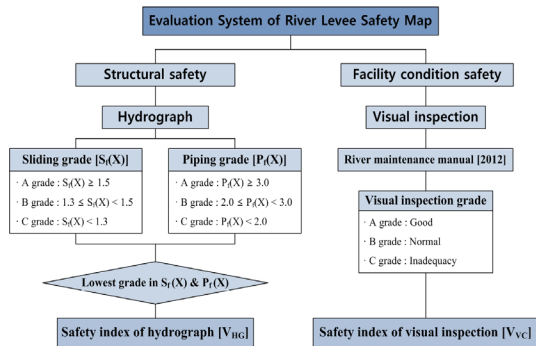 Evaluation System of River Levee Safety Map
Structural safety
Facility condition safety
Hydrograph
Visual inspection
Sliding grade [Sf(X)]
· A grade : Sf(X) ≥ 1.5
· B grade : 1.3 ≤ Sf(X) < 1.5
· C grade : Sf(X) < 1.3
Piping grade [Pf(X)]
· A grade : Pf(X) ≥ 3.0
· B grade : 2.0 ≤ Pf(X) < 3.0
· C grade : Pf(X) < 2.0
River maintenance manual [2012]
Visual inspection grade
· A grade : Good
· B grade : Normal
· C grade : Inadequacy
Lowest grade in Sf(X) & Pf(X)
Safety index of hydrograph [VHG]
Safety index of visual inspection [VVC]